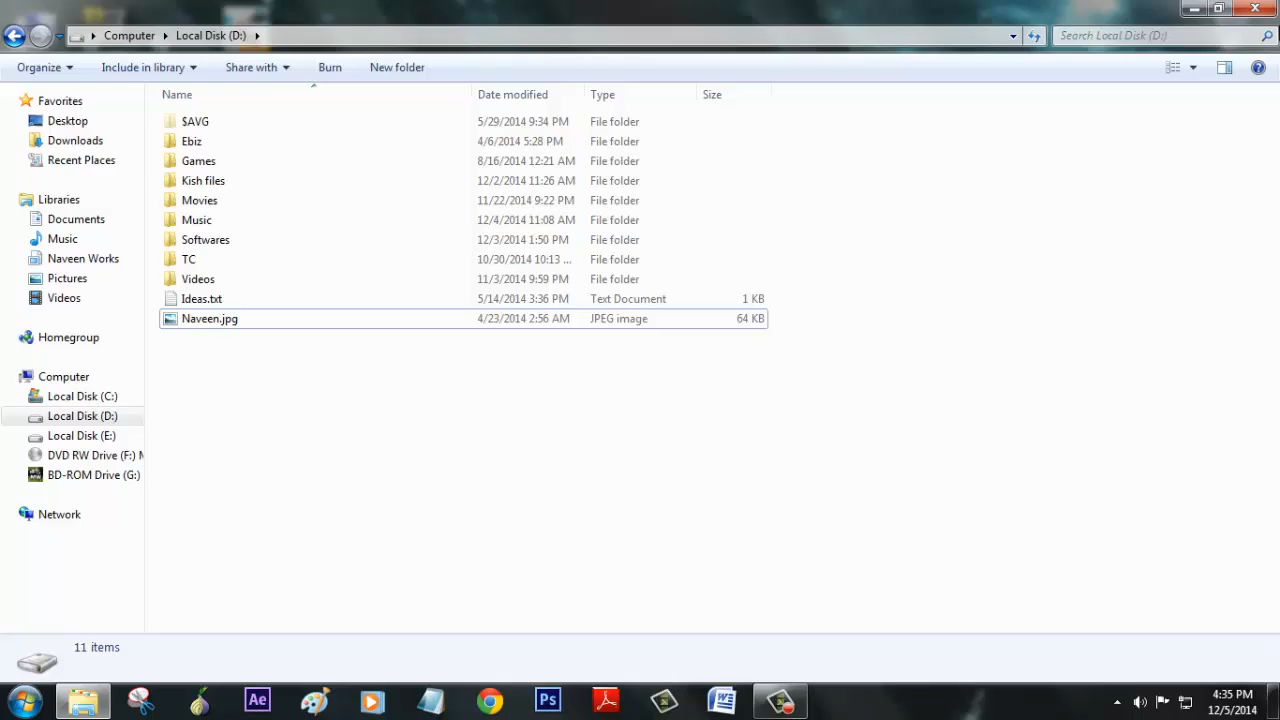 Computer Local Disk (D:) Search Local Disk (D:)
Organize Include in library Share with Burn New folder
Favorites
Desktop
Downloads
Recent Places
Libraries
Documents
Music
Naveen Works
Pictures
Videos
Homegroup
Computer
Local Disk (C:)
Local Disk (D:)
Local Disk (E:)
DVD RW Drive (F:) M
BD-ROM Drive (G:)
Network
Name Date modified Type Size
$AVG 5/29/2014 9:34 PM File folder
Ebiz 4/6/2014 5:28 PM File folder
Games 8/16/2014 12:21 AM File folder
Kish files 12/2/2014 11:26 AM File folder
Movies 11/22/2014 9:22 PM File folder
Music 12/4/2014 11:08 AM File folder
Softwares 12/3/2014 1:50 PM File folder
TC 10/30/2014 10:13 ... File folder
Videos 11/3/2014 9:59 PM File folder
Ideas.txt 5/14/2014 3:36 PM Text Document 1 KB
Naveen.jpg 4/23/2014 2:56 AM JPEG image 64 KB
11 items
Ae Ps W
4:35 PM
12/5/2014